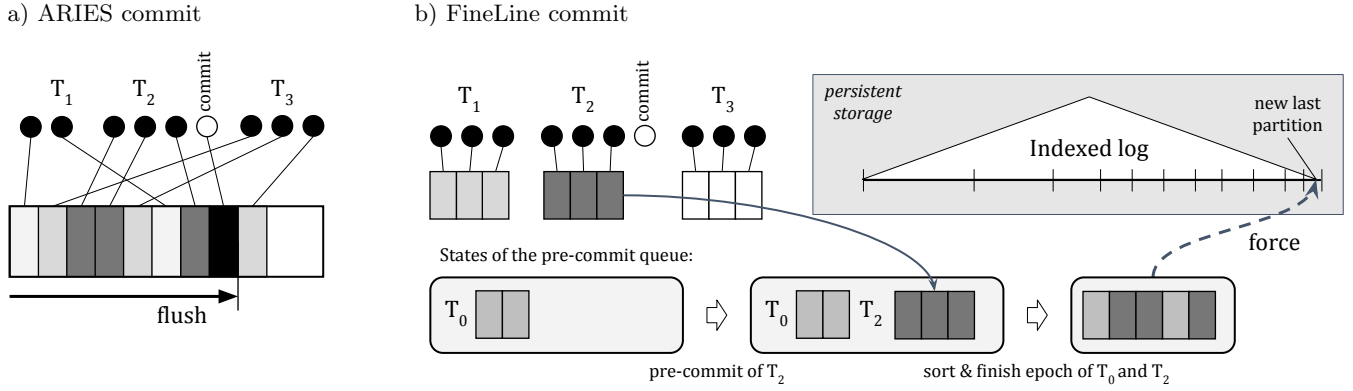 a) ARIES commit
T1 T2 commit T3
flush
b) FineLine commit
T1 T2 commit T3
persistent
storage
new last
partition
Indexed log
force
States of the pre-commit queue:
T0
T0 T2
pre-commit of T2
sort & finish epoch of T0 and T2